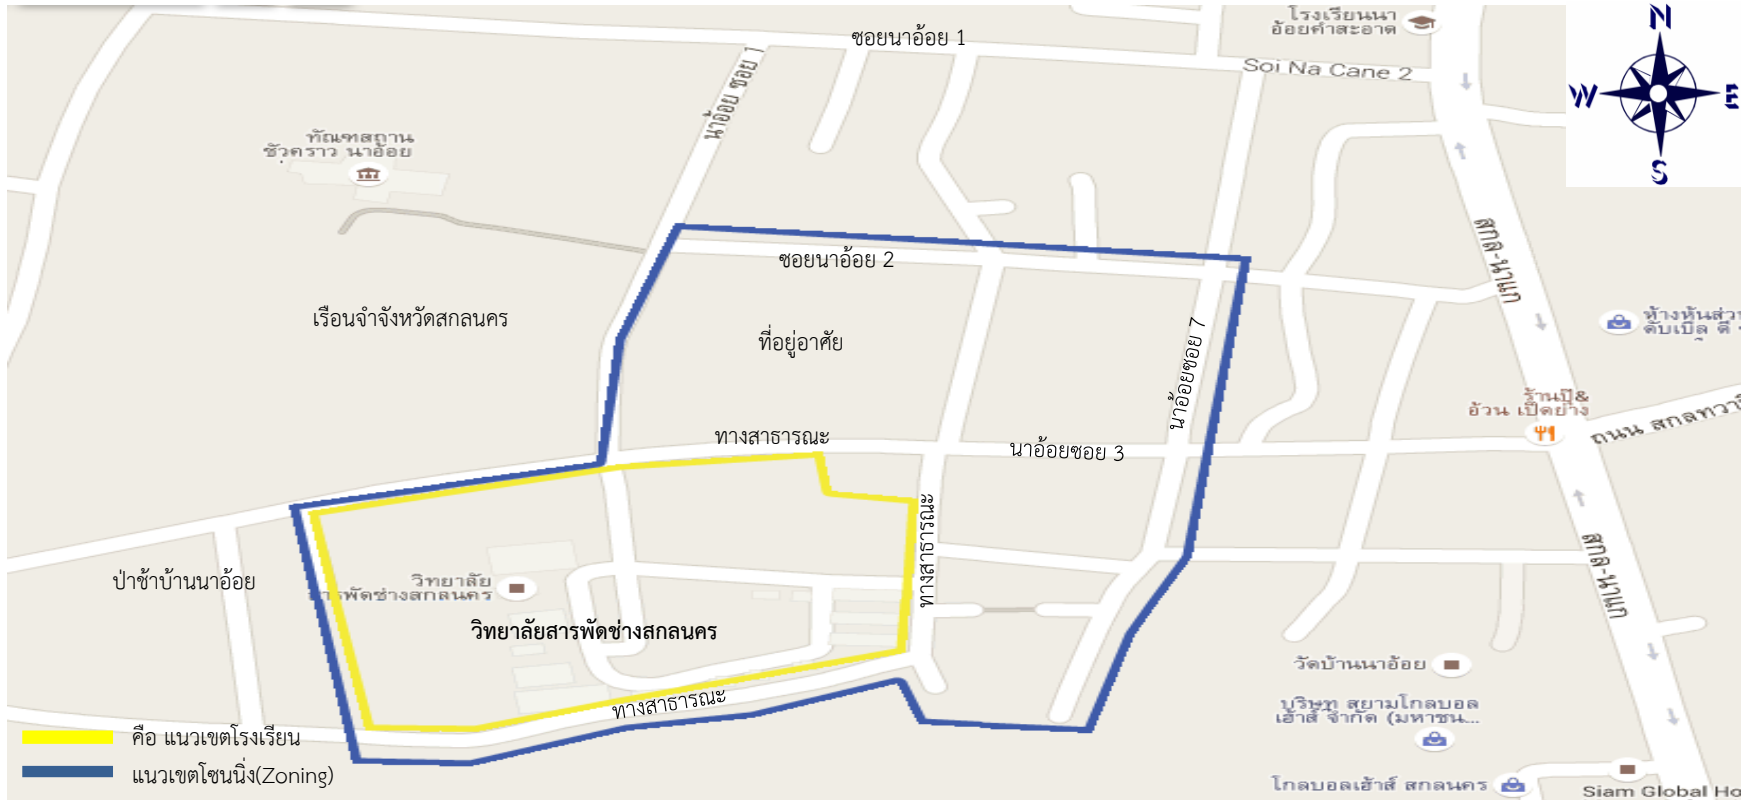 ซอยนาอ้อย 1
โรงเรียนนา
อ้อยคำสะอาด
Soi Na Cane 2
N
W
E
S
นาอ้อย ซอย 1
ทัณฑสถาน
ชั่วคราว นาอ้อย
สกล-นาแก
ซอยนาอ้อย 2
เรือนจำจังหวัดสกลนคร
ที่อยู่อาศัย
นาอ้อยซอย 7
ห้างหุ้นส่ว
ดับเบิ้ล ดี
ร้านปู&
อ้วน เป็ดย่าง
ถนน สกลทวาปี
ทางสาธารณะ
นาอ้อยซอย 3
ทางสาธารณะ
สกล-นาแก
ป่าช้าบ้านนาอ้อย
วิทยาลัย
สารพัดช่างสกลนคร
วิทยาลัยสารพัดช่างสกลนคร
วัดบ้านนาอ้อย
ทางสาธารณะ
บริษัท สยามโกลบอล
เฮ้าส์ จำกัด (มหาชน...
คือ แนวเขตโรงเรียน
แนวเขตโซนนิ่ง(Zoning)
โกลบอลเฮ้าส์ สกลนคร
Siam Global Ho